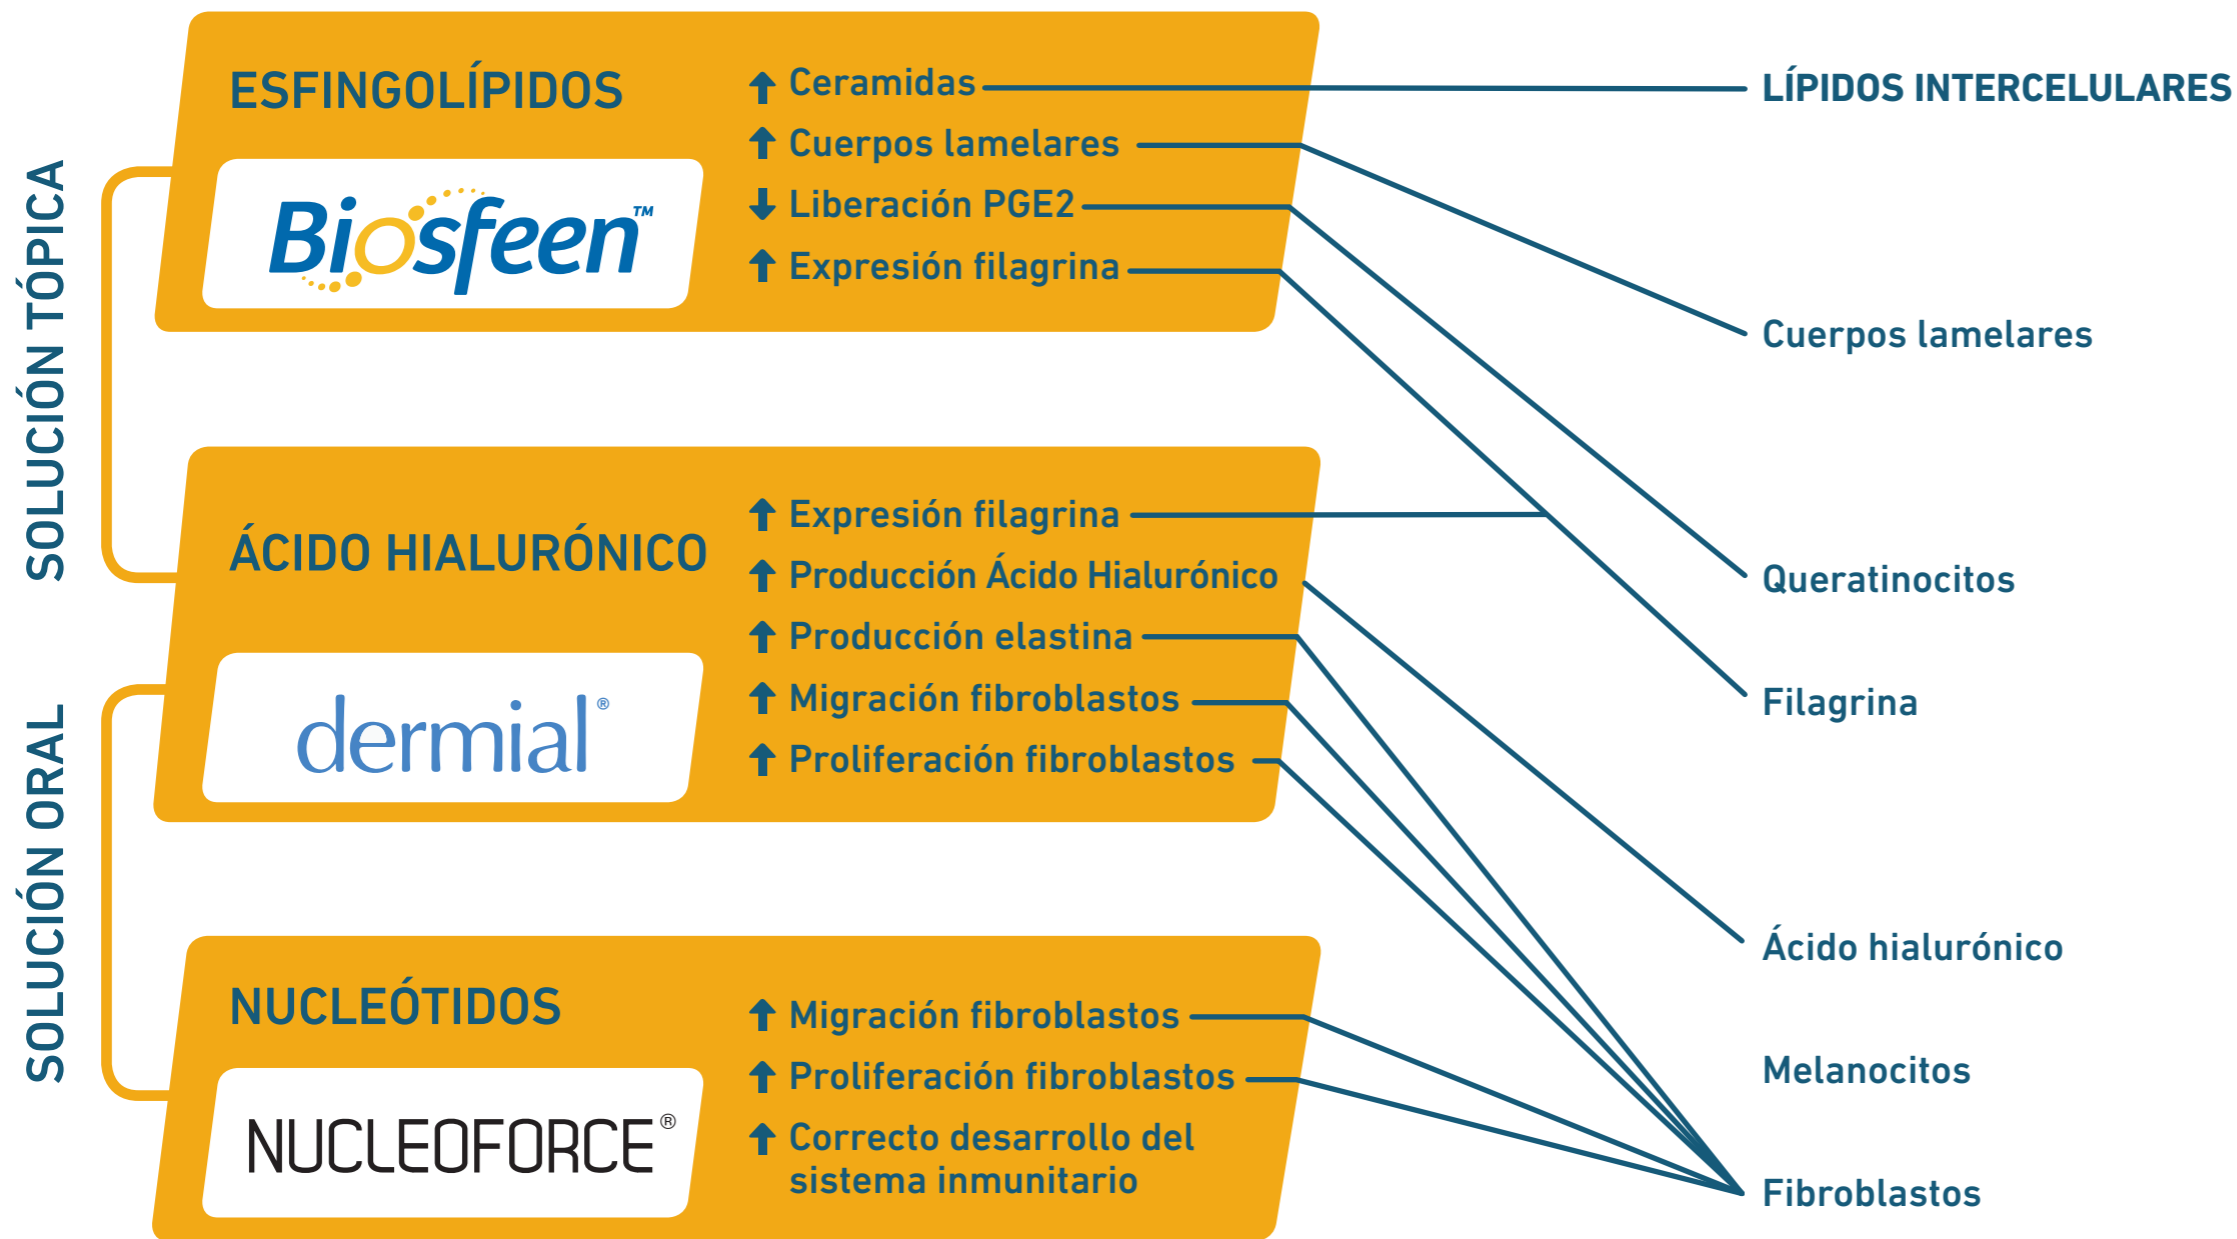 SOLUCIÓN TÓPICA
ESFINGOLÍPIDOS
Biosfeen™
↑ Ceramidas
↑ Cuerpos lamelares
↓ Liberación PGE2
↑ Expresión filagrina
ÁCIDO HIALURÓNICO
dermial®
↑ Expresión filagrina
↑ Producción Ácido Hialurónico
↑ Producción elastina
↑ Migración fibroblastos
↑ Proliferación fibroblastos
SOLUCIÓN ORAL
NUCLEÓTIDOS
NUCLEOFORCE®
↑ Migración fibroblastos
↑ Proliferación fibroblastos
↑ Correcto desarrollo del
sistema inmunitario
LÍPIDOS INTERCELULARES
Cuerpos lamelares
Queratinocitos
Filagrina
Ácido hialurónico
Melanocitos
Fibroblastos